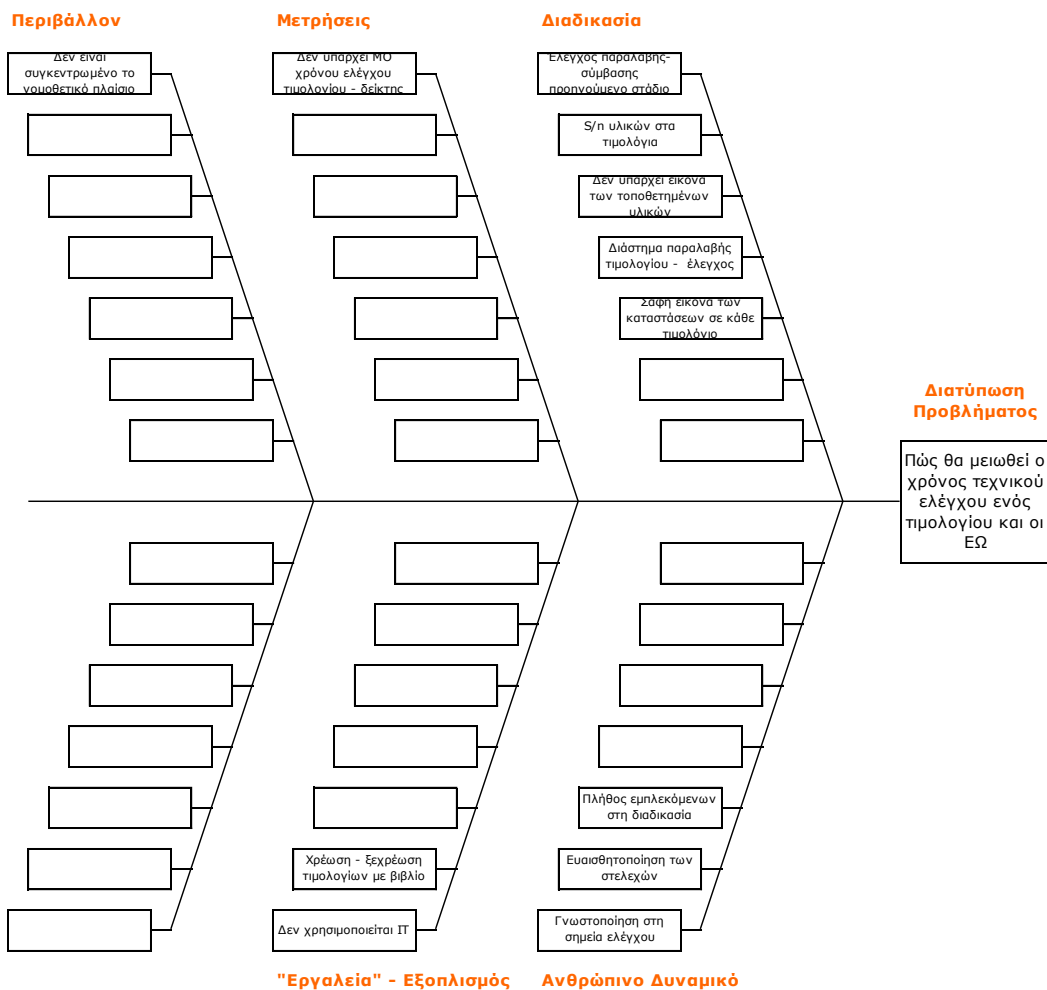 Περιβάλλον
Μετρήσεις
Διαδικασία
Δεν είναι
συγκεντρωμένο το
νομοθετικό πλαίσιο
Δεν υπάρχει ΜΟ
χρόνου ελέγχου
τιμολογίου - δείκτης
Έλεγχος παραλαβής-
σύμβασης
προηγούμενο στάδιο
S/n υλικών στα
τιμολόγια
Δεν υπάρχει εικόνα
των τοποθετημένων
υλικών
Διάστημα παραλαβής
τιμολογίου - έλεγχος
Σαφή εικόνα των
καταστάσεων σε κάθε
τιμολόγιο
Διατύπωση
Προβλήματος
Πώς θα μειωθεί ο
χρόνος τεχνικού
ελέγχου ενός
τιμολογίου και οι
ΕΩ
Πλήθος εμπλεκόμενων
στη διαδικασία
Χρέωση - ξεχρέωση
τιμολογίων με βιβλίο
Ευαισθητοποίηση των
στελεχών
Δεν χρησιμοποιείται IT
Γνωστοποίηση στη
σημεία ελέγχου
"Εργαλεία" - Εξοπλισμός
Ανθρώπινο Δυναμικό